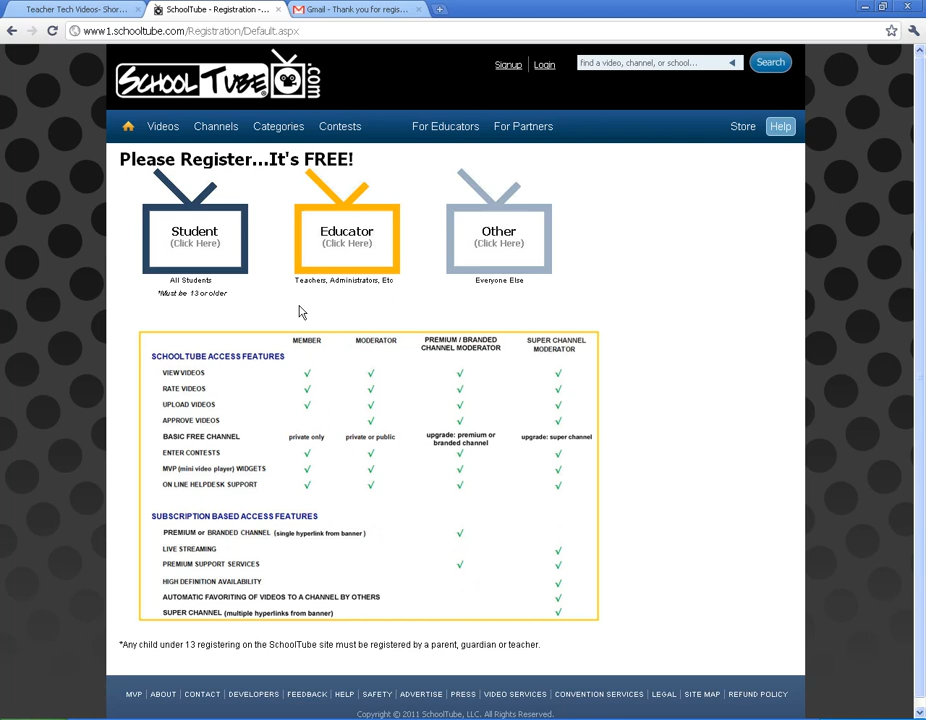 Teacher Tech Videos- Shor... SchoolTube - Registration -... Gmail - Thank you for regis...
www.1.schooltube.com/Registration/Default.aspx
SCHOOLTUBE®.com Signup Login find a video, channel, or school... Search
Videos Channels Categories Contests For Educators For Partners Store Help
Please Register...It's FREE!
Student Educator Other
(Click Here) (Click Here) (Click Here)
All Students Teachers, Administrators, Etc Everyone Else
*Must be 13 or older
MEMBER MODERATOR PREMIUM / BRANDED CHANNEL MODERATOR SUPER CHANNEL MODERATOR
SCHOOLTUBE ACCESS FEATURES
VIEW VIDEOS √ √ √ √
RATE VIDEOS √ √ √ √
UPLOAD VIDEOS √ √ √ √
APPROVE VIDEOS √ √ √
BASIC FREE CHANNEL private only private or public upgrade: premium or branded channel upgrade: super channel
ENTER CONTESTS √ √ √ √
MVP (mini video player) WIDGETS √ √ √ √
ON LINE HELPDESK SUPPORT √ √ √ √
SUBSCRIPTION BASED ACCESS FEATURES
PREMIUM or BRANDED CHANNEL (single hyperlink from banner ) √
LIVE STREAMING √
PREMIUM SUPPORT SERVICES √ √
HIGH DEFINITION AVAILABILITY √
AUTOMATIC FAVORITING OF VIDEOS TO A CHANNEL BY OTHERS √
SUPER CHANNEL (multiple hyperlinks from banner) √
*Any child under 13 registering on the SchoolTube site must be registered by a parent, guardian or teacher.
MVP | ABOUT | CONTACT | DEVELOPERS | FEEDBACK | HELP | SAFETY | ADVERTISE | PRESS | VIDEO SERVICES | CONVENTION SERVICES | LEGAL | SITE MAP | REFUND POLICY
Copyright © 2011 SchoolTube, LLC. All Rights Reserved.